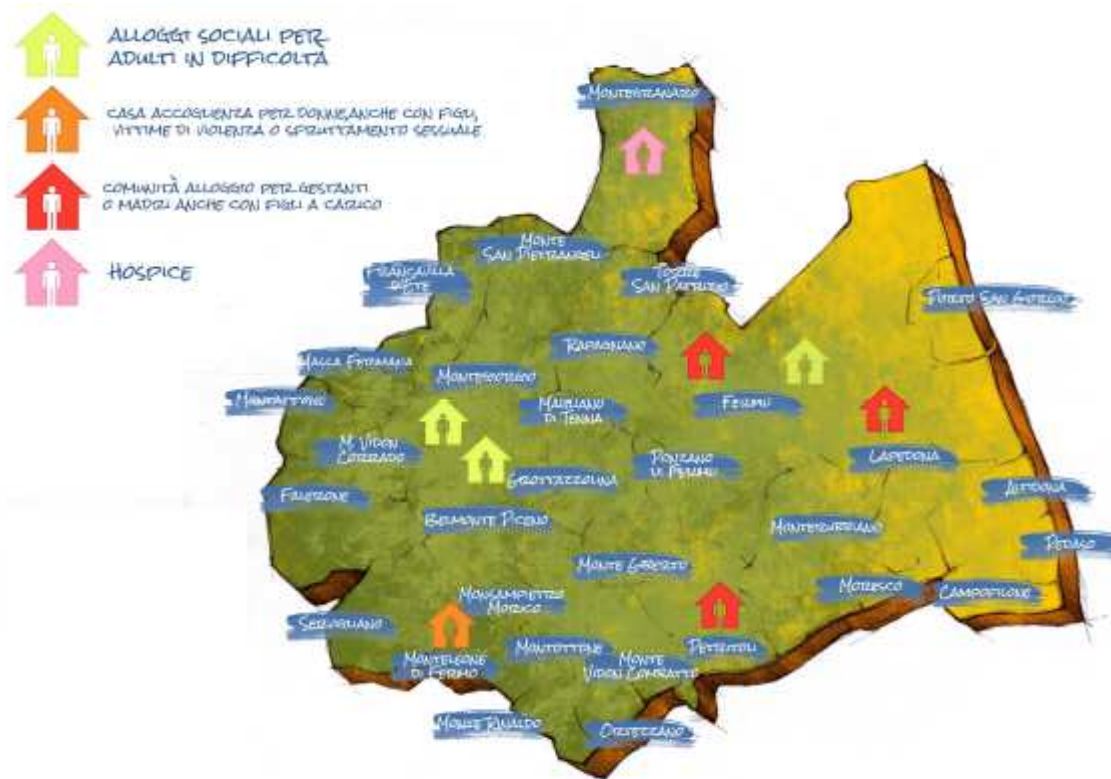 ALLOGGI SOCIALI PER
ADULTI IN DIFFICOLTA
CASA ACCOGLIENZA PER DONNE,ANCHE CON FIGLI,
VITTIME DI VIOLENZA O SFRUTTAMENTO SESSUALE
COMUNITÀ ALLOGGIO PER GESTANTI
O MADRI ANCHE CON FIGLI A CARICO
HOSPICE
MONTEGRANARO
MONTE
SAN PIETRANGELI
FRANCAVILLA
D'ETE
TORRE
SAN PATRIZIO
PORTO SAN GIORGIO
RAPAGNANO
MASSA FERMANA
MONTEGIORGIO
MONTAPPONE
MAGLIANO
DI TENNA
FERMO
M. VIDON
CORRADO
PONZANO
DI FERMO
LAPEDONA
GROTTAZZOLINA
FALERONE
ALTIDONA
BELMONTE PICENO
MONTERUBBIANO
PEDASO
MONTE GIBERTO
MORESCO
CAMPOFILONE
MONSAMPIETRO
MORICO
SERVIGLIANO
MONTOTTONE
PETRITOLI
MONTELEONE
DI FERMO
MONTE
VIDON COMBATTE
MONTE RINALDO
ORTEZZANO